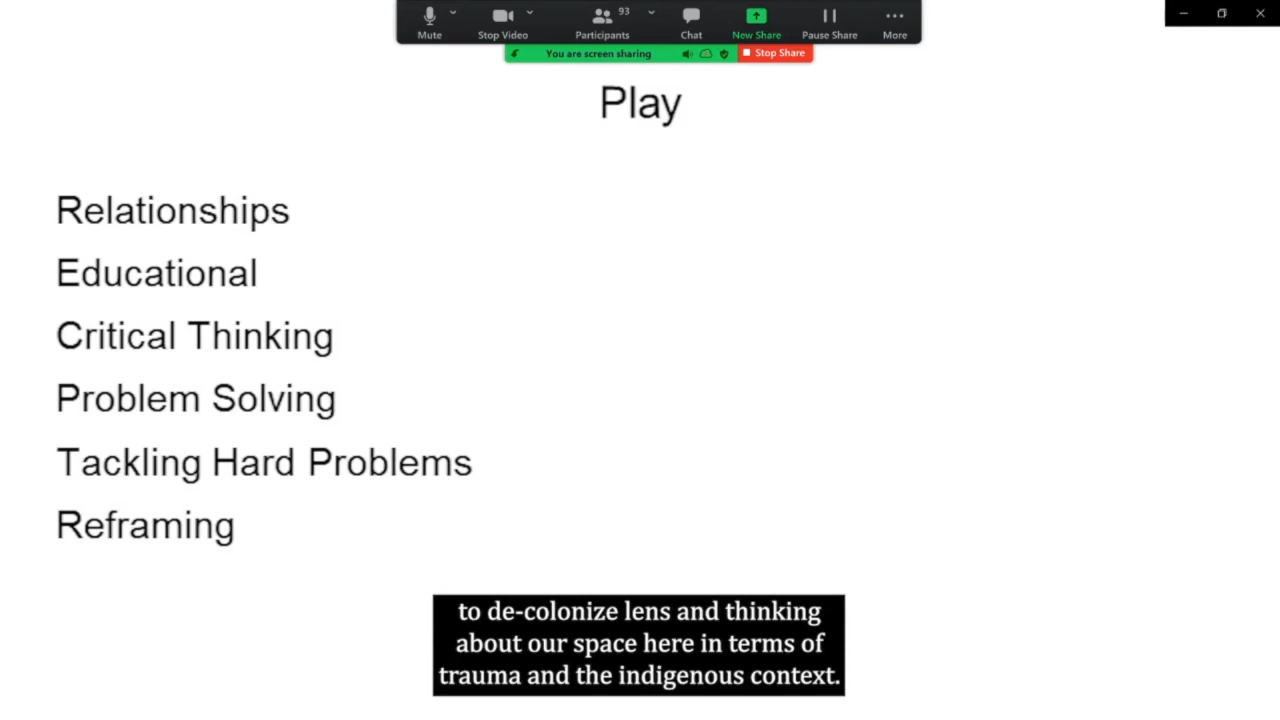 93
Mute
Stop Video
Participants
Chat
New Share
Pause Share
More
You are screen sharing
Stop Share
Play
Relationships
Educational
Critical Thinking
Problem Solving
Tackling Hard Problems
Reframing
to de-colonize lens and thinking
about our space here in terms of
trauma and the indigenous context.